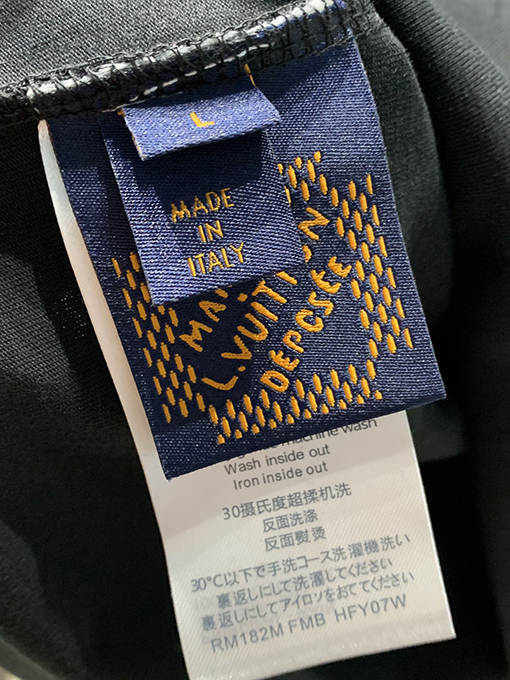 L
MADE
IN
ITALY
MA
L.VUITTON
DÉPOSÉE
machine wash
Wash inside out
Iron inside out
30摄氏度超揉机洗
反面洗涤
反面熨烫
30°C以下で手洗コース洗濯機洗い
裏返しにして洗濯してください
裏返しにしてアイロンをおててください
RM182M FMB HFY07W